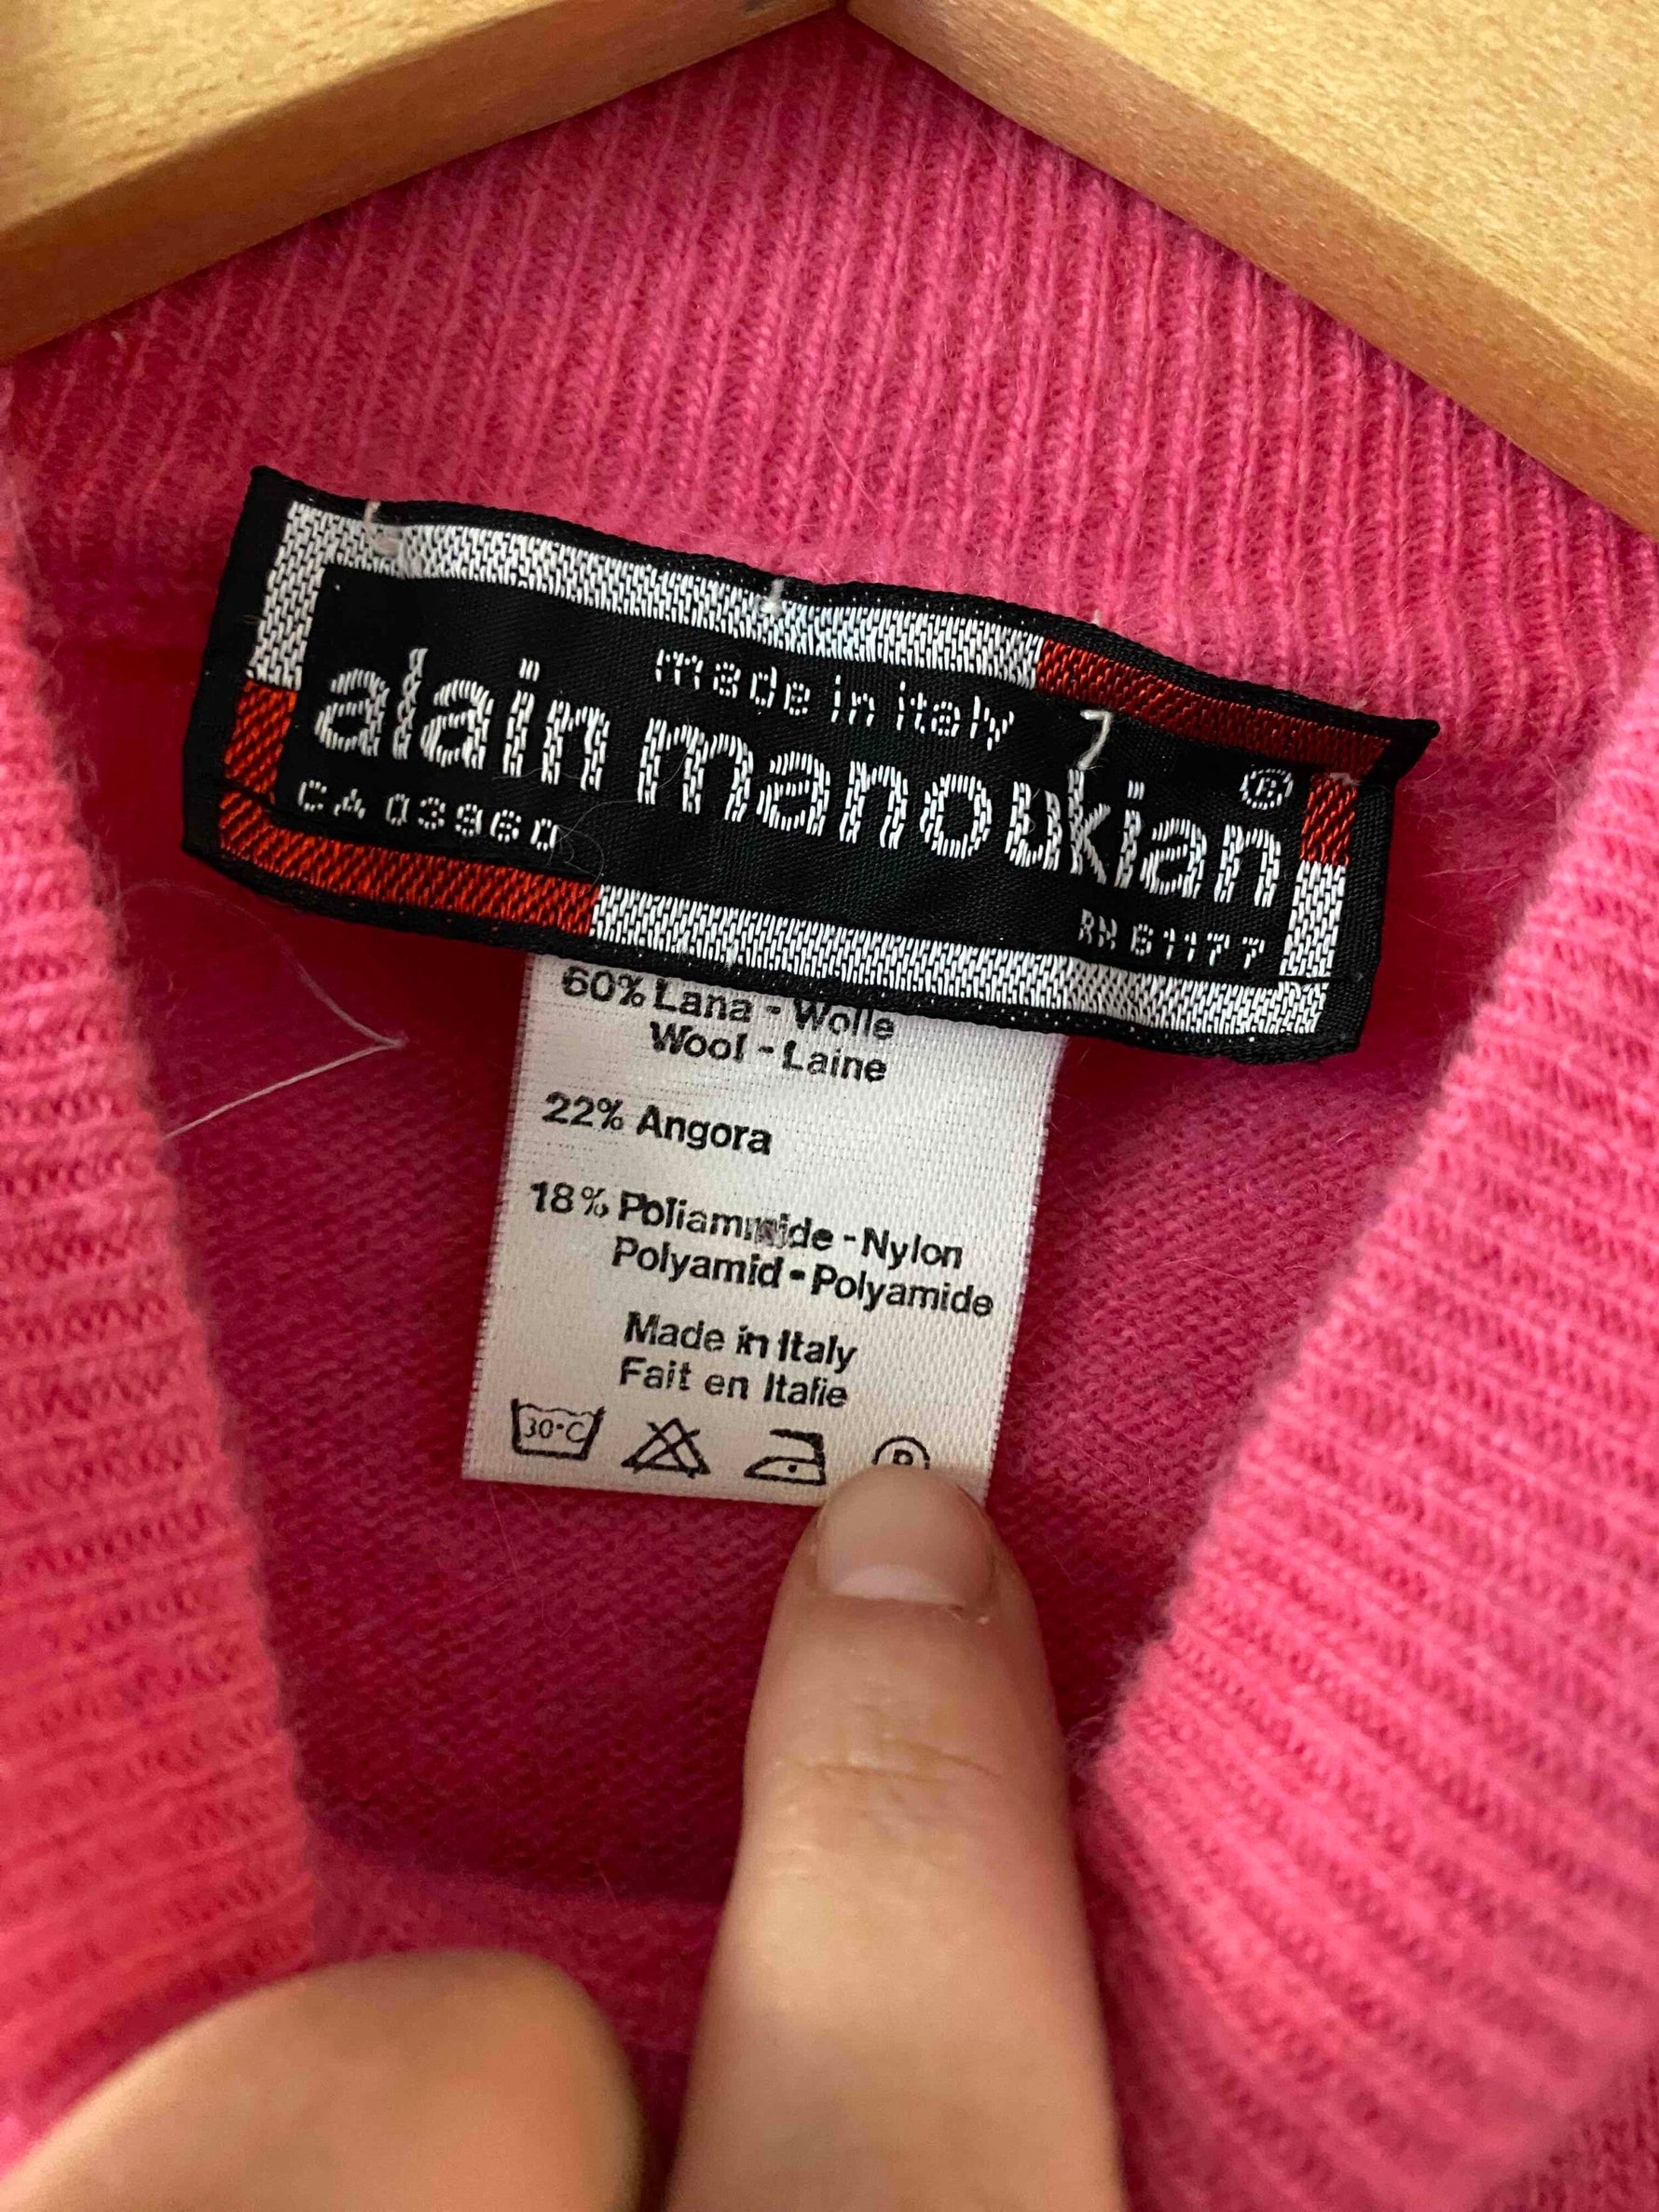 made in italy
alain manoukian ®
CA 03960
RN 61177
60% Lana - Wolle
Wool - Laine
22% Angora
18% Poliammide - Nylon
Polyamid - Polyamide
Made in Italy
Fait en Italie
30°C
P